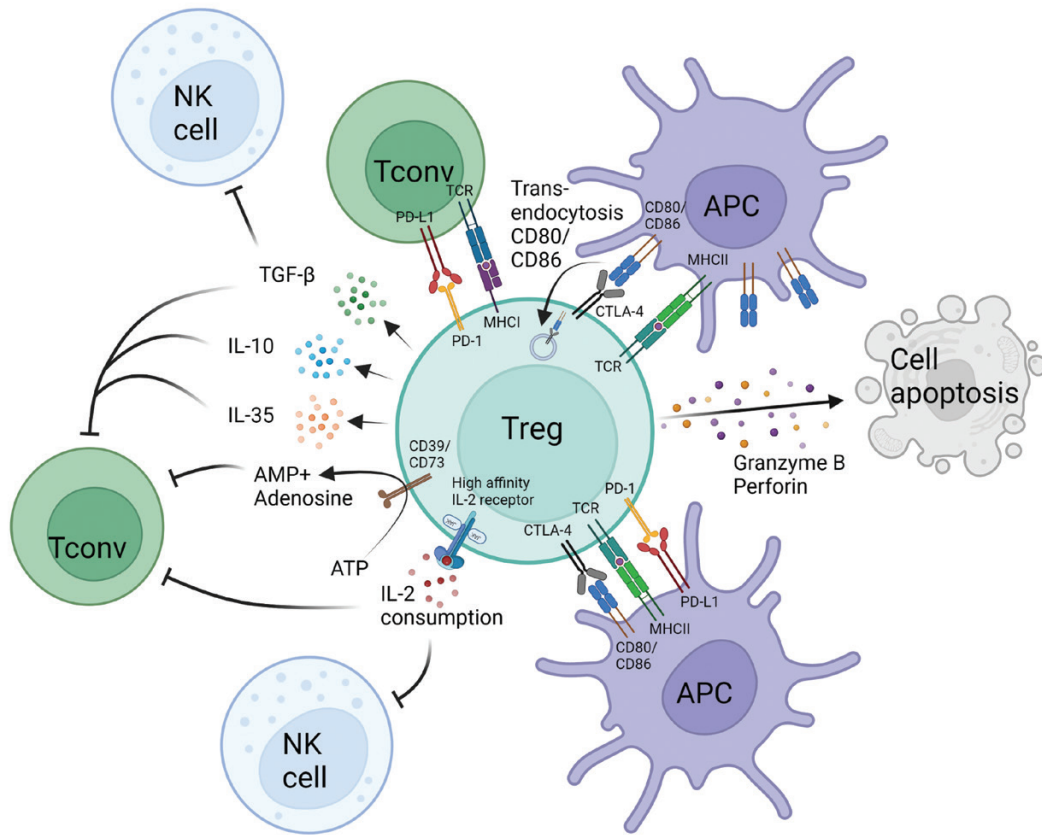 NK
cell
Tconv
TCR
PD-L1
Trans-
endocytosis
CD80/
CD86
CD80/
CD86
APC
MHCII
TGF-β
MHCI
CTLA-4
PD-1
TCR
IL-10
Cell
apoptosis
IL-35
Treg
CD39/
CD73
Granzyme B
Perforin
AMP+
Adenosine
High affinity
IL-2 receptor
PD-1
TCR
CTLA-4
Tconv
ATP
IL-2
consumption
PD-L1
MHCII
CD80/
CD86
APC
NK
cell